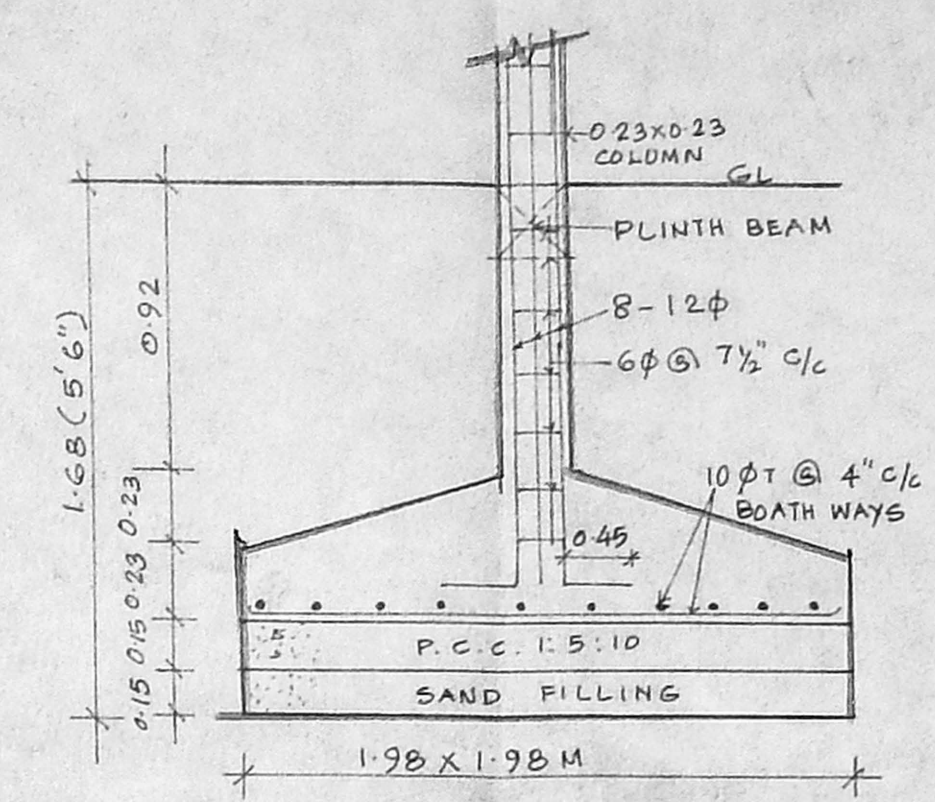 0.23x0.23
COLUMN
GL
PLINTH BEAM
8-12φ
6φ @ 7½" C/C
10 φT @ 4" C/C
BOATH WAYS
0.45
P.C.C. 1:5:10
SAND FILLING
1.98 X 1.98 M
1.68 (5'6")
0.92
0.23
0.23
0.15
0.15